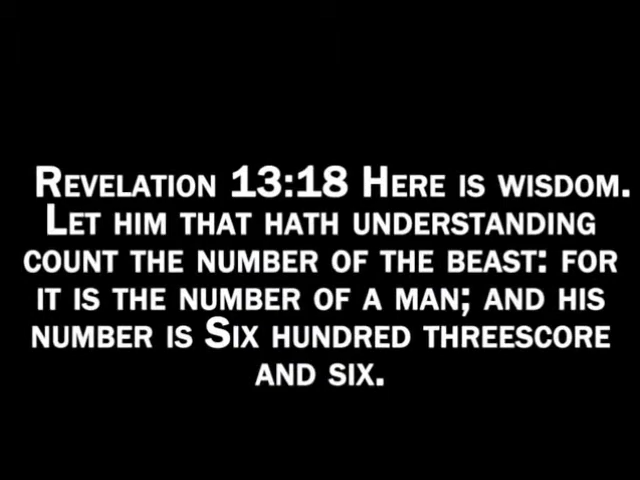 Revelation 13:18 Here is wisdom.
Let him that hath understanding
count the number of the beast: for
it is the number of a man; and his
number is Six hundred threescore
and six.